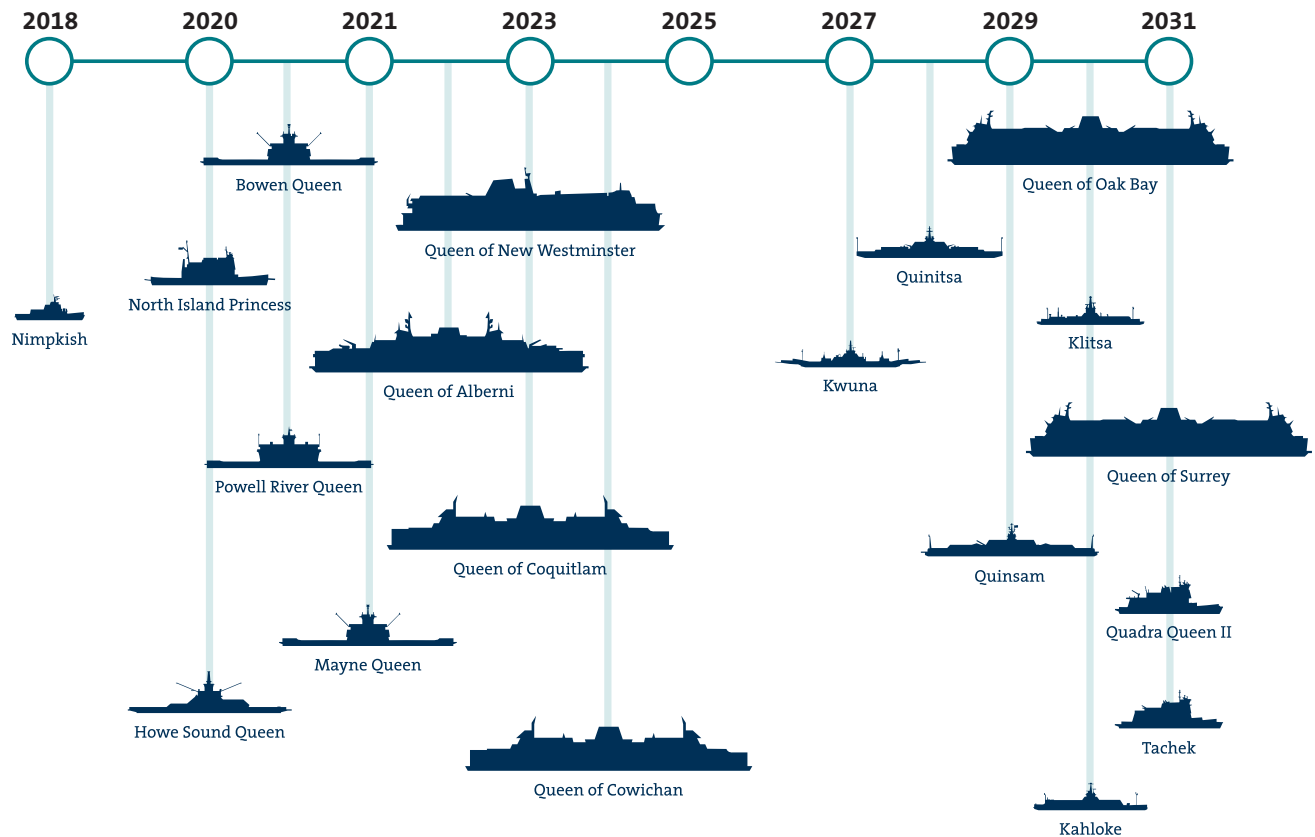 2018 2020 2021 2023 2025 2027 2029 2031
Bowen Queen
Queen of Oak Bay
Queen of New Westminster
Quinitsa
North Island Princess
Nimpkish
Klitsa
Kwuna
Queen of Alberni
Queen of Surrey
Powell River Queen
Queen of Coquitlam
Quinsam
Quadra Queen II
Mayne Queen
Howe Sound Queen
Tachek
Queen of Cowichan
Kahloke